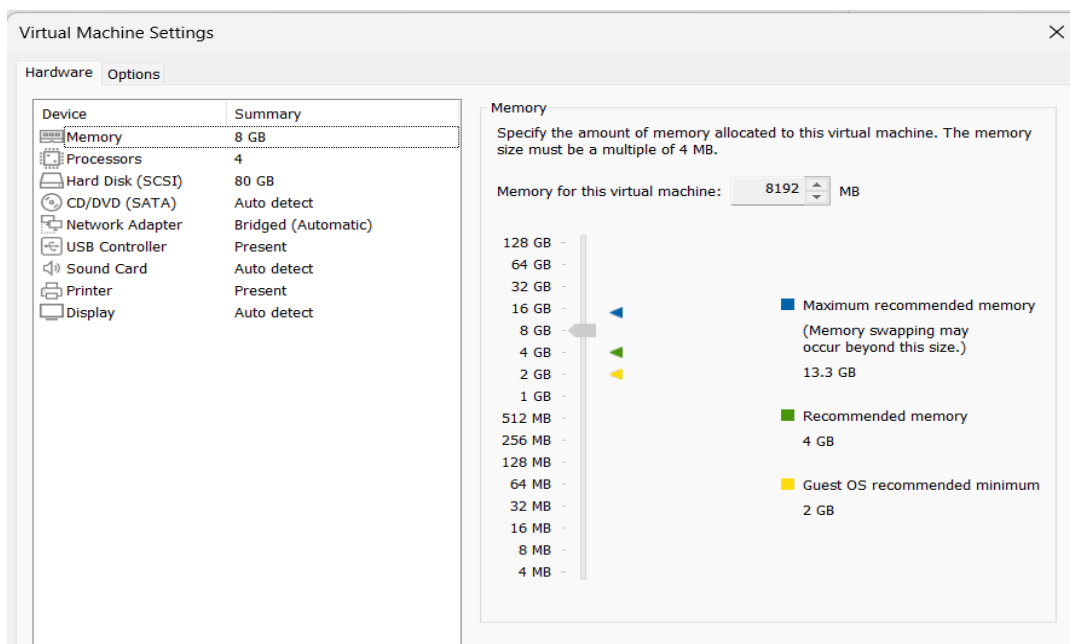 Virtual Machine Settings
Hardware Options
Device Summary
Memory 8 GB
Processors 4
Hard Disk (SCSI) 80 GB
CD/DVD (SATA) Auto detect
Network Adapter Bridged (Automatic)
USB Controller Present
Sound Card Auto detect
Printer Present
Display Auto detect
Memory
Specify the amount of memory allocated to this virtual machine. The memory
size must be a multiple of 4 MB.
Memory for this virtual machine: 8192 MB
128 GB
64 GB
32 GB
16 GB
8 GB
4 GB
2 GB
1 GB
512 MB
256 MB
128 MB
64 MB
32 MB
16 MB
8 MB
4 MB
Maximum recommended memory
(Memory swapping may
occur beyond this size.)
13.3 GB
Recommended memory
4 GB
Guest OS recommended minimum
2 GB